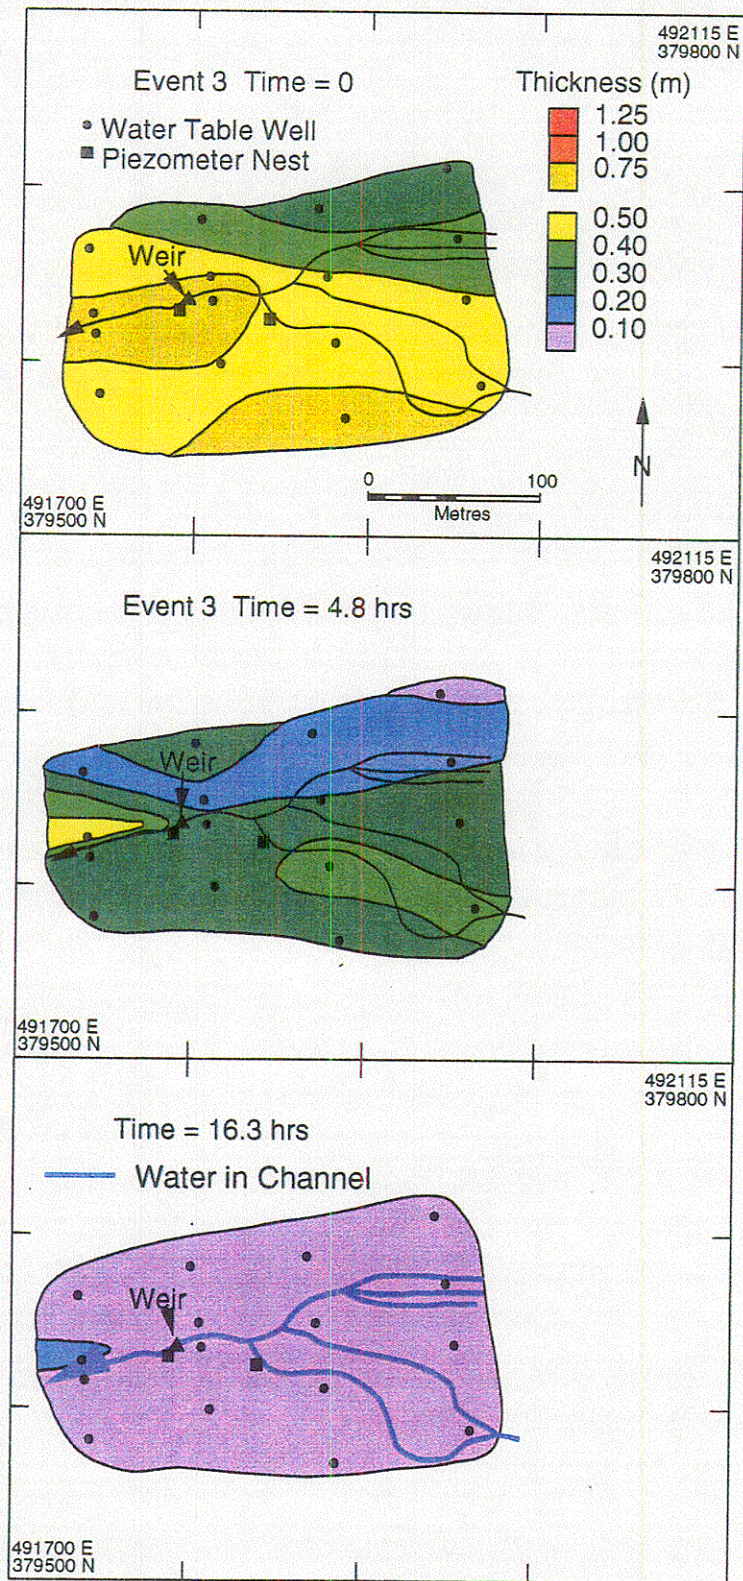 492115 E
379800 N
Event 3 Time = 0
Water Table Well
Piezometer Nest
Thickness (m)
1.25
1.00
0.75
0.50
0.40
0.30
0.20
0.10
Weir
N
0 100
Metres
491700 E
379500 N
492115 E
379800 N
Event 3 Time = 4.8 hrs
Weir
491700 E
379500 N
492115 E
379800 N
Time = 16.3 hrs
Water in Channel
Weir
491700 E
379500 N